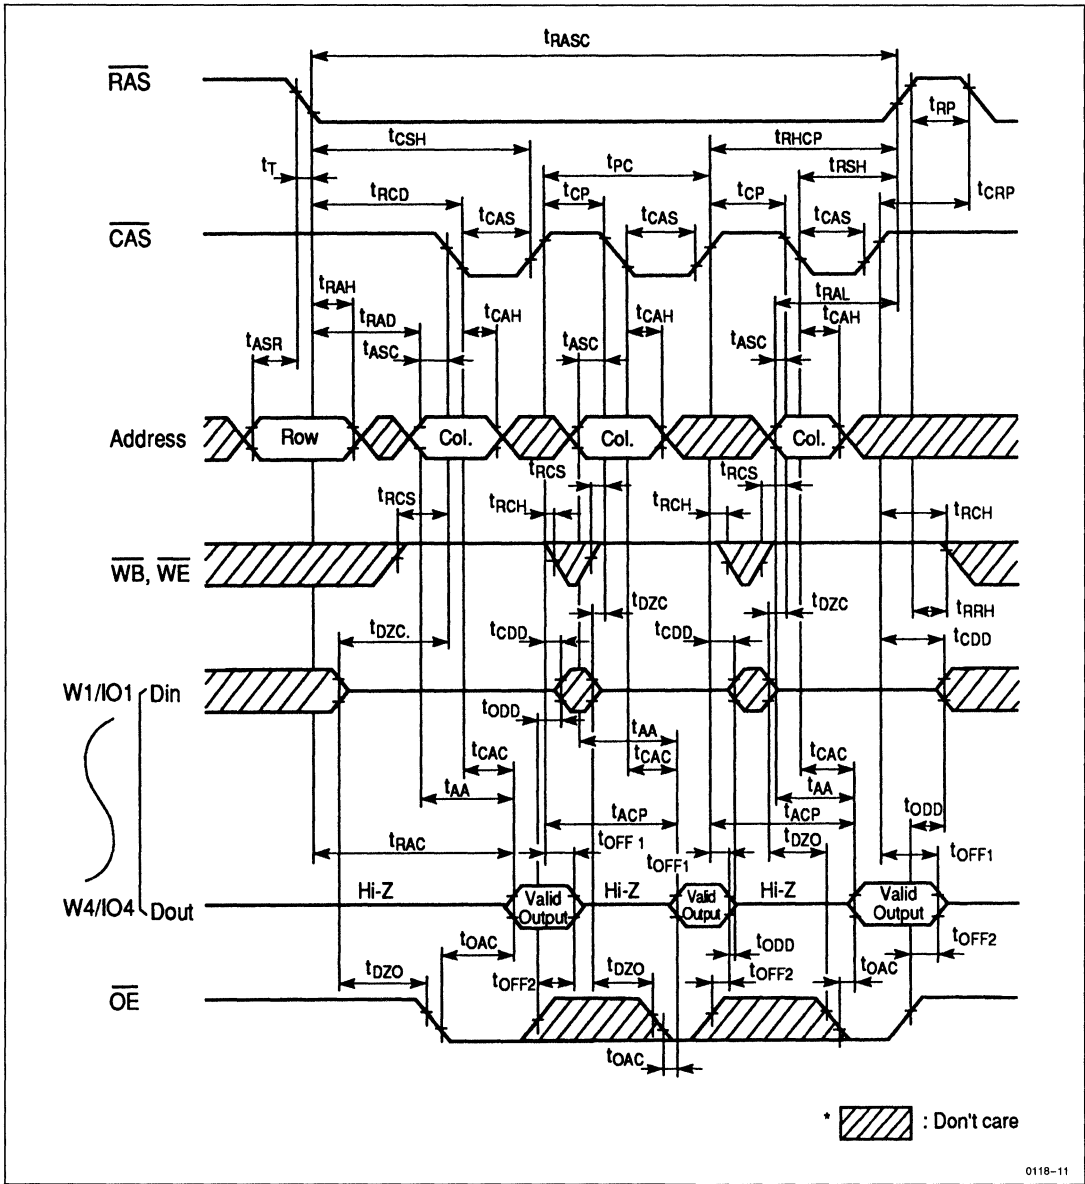 tRASC
RAS
tRP
tCSH
tRHCP
tT
tPC
tRSH
tRCD
tCP
tCP
tCRP
tCAS
tCAS
tCAS
CAS
tRAH
tRAL
tRAD
tCAH
tCAH
tCAH
tASR
tASC
tASC
tASC
Address
Row
Col.
Col.
Col.
tRCS
tRCS
tRCS
tRCH
tRCH
tRCH
WB, WE
tDZC
tDZC
tRRH
tDZC.
tCDD
tCDD
tCDD
W1/IO1
Din
tODD
tAA
tCAC
tCAC
tCAC
tAA
tAA
tACP
tACP
tODD
tRAC
tOFF 1
tOFF1
tDZO
tOFF1
Hi-Z
Valid Output
Hi-Z
Valid Output
Hi-Z
Valid Output
W4/IO4
Dout
tOAC
tODD
tOFF2
tDZO
tOFF2
tDZO
tOFF2
tOAC
OE
tOAC
* : Don't care
0118–11